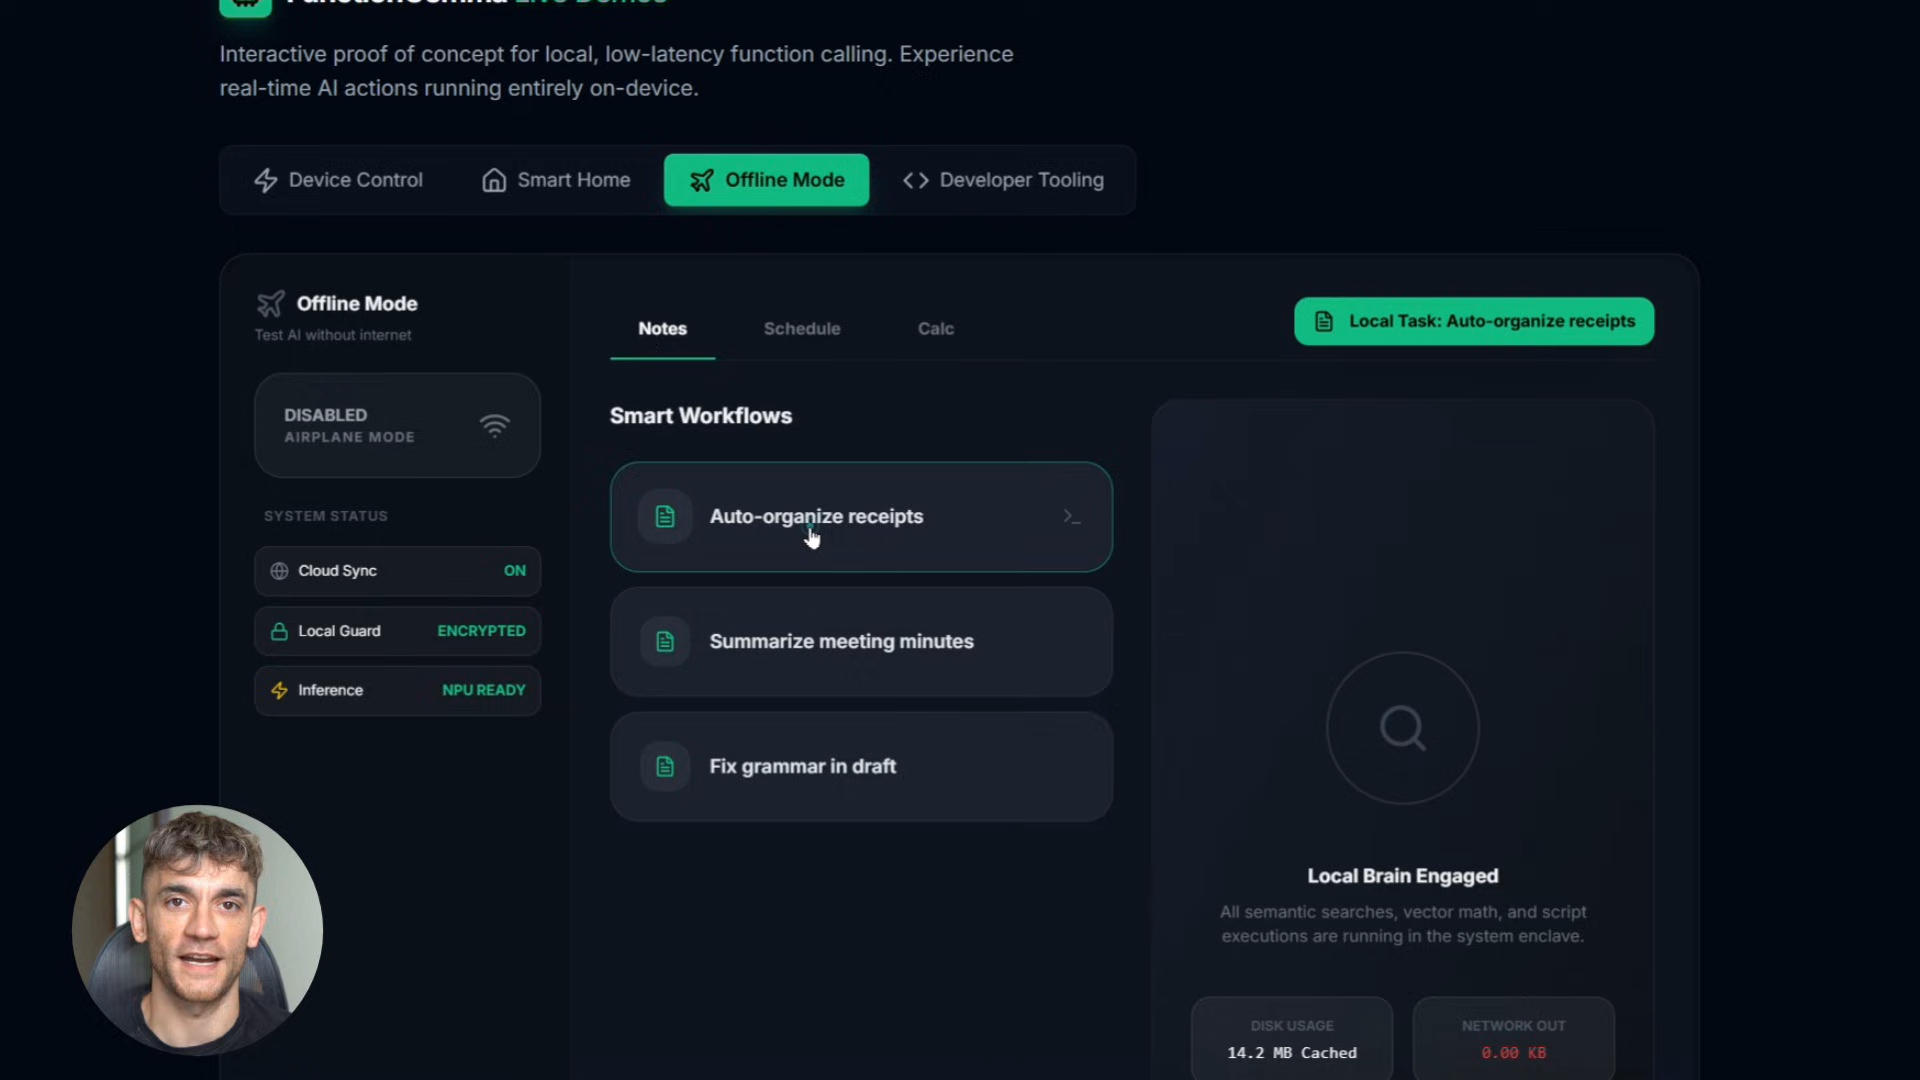 FunctionGemma Live Demos
Interactive proof of concept for local, low-latency function calling. Experience
real-time AI actions running entirely on-device.
Device Control
Smart Home
Offline Mode
Developer Tooling
Offline Mode
Test AI without internet
DISABLED
AIRPLANE MODE
SYSTEM STATUS
Cloud Sync ON
Local Guard ENCRYPTED
Inference NPU READY
Notes
Schedule
Calc
Local Task: Auto-organize receipts
Smart Workflows
Auto-organize receipts
Summarize meeting minutes
Fix grammar in draft
Local Brain Engaged
All semantic searches, vector math, and script
executions are running in the system enclave.
DISK USAGE
14.2 MB Cached
NETWORK OUT
0.00 KB